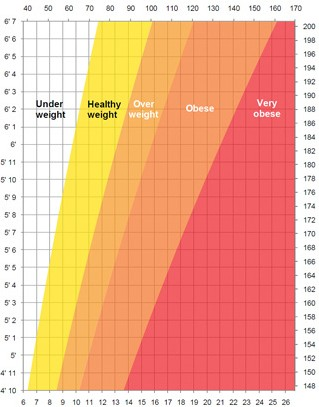 40 50 60 70 80 90 100 110 120 130 140 150 160 170
6' 7 200
6' 6 198
6' 5 196
6' 4 194
6' 3 192
6' 2 190
6' 1 188
6' 186
5' 11 184
5' 10 182
5' 9 180
5' 8 178
5' 7 176
5' 6 174
5' 5 172
5' 4 170
5' 3 168
5' 2 166
5' 1 164
5' 162
4' 11 160
4' 10 158
156
154
152
150
148
Under Healthy Over Obese Very
weight weight weight obese
6 7 8 9 10 11 12 13 14 15 16 17 18 19 20 21 22 23 24 25 26